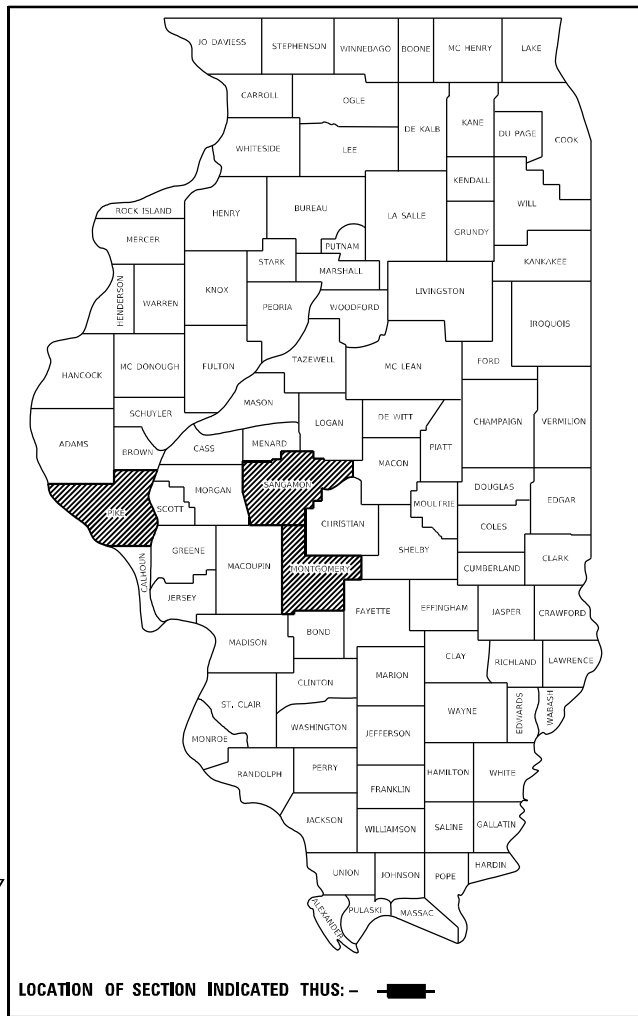 JO DAVIESS
STEPHENSON
WINNEBAGO
BOONE
MC HENRY
LAKE
CARROLL
OGLE
DE KALB
KANE
DU PAGE
COOK
WHITESIDE
LEE
KENDALL
WILL
ROCK ISLAND
HENRY
BUREAU
LA SALLE
GRUNDY
MERCER
PUTNAM
KANKAKEE
STARK
MARSHALL
HENDERSON
WARREN
KNOX
PEORIA
WOODFORD
LIVINGSTON
IROQUOIS
HANCOCK
MC DONOUGH
FULTON
TAZEWELL
MC LEAN
FORD
SCHUYLER
MASON
LOGAN
DE WITT
CHAMPAIGN
VERMILION
ADAMS
BROWN
CASS
MENARD
MACON
PIATT
PIKE
SCOTT
MORGAN
SANGAMON
CHRISTIAN
MOULTRIE
DOUGLAS
EDGAR
COLES
GREENE
MACOUPIN
MONTGOMERY
SHELBY
CUMBERLAND
CLARK
CALHOUN
JERSEY
FAYETTE
EFFINGHAM
JASPER
CRAWFORD
MADISON
BOND
CLAY
RICHLAND
LAWRENCE
CLINTON
MARION
ST. CLAIR
WAYNE
EDWARDS
WABASH
MONROE
WASHINGTON
JEFFERSON
RANDOLPH
PERRY
HAMILTON
WHITE
FRANKLIN
JACKSON
WILLIAMSON
SALINE
GALLATIN
UNION
JOHNSON
POPE
HARDIN
ALEXANDER
PULASKI
MASSAC
7
LOCATION OF SECTION INDICATED THUS: –